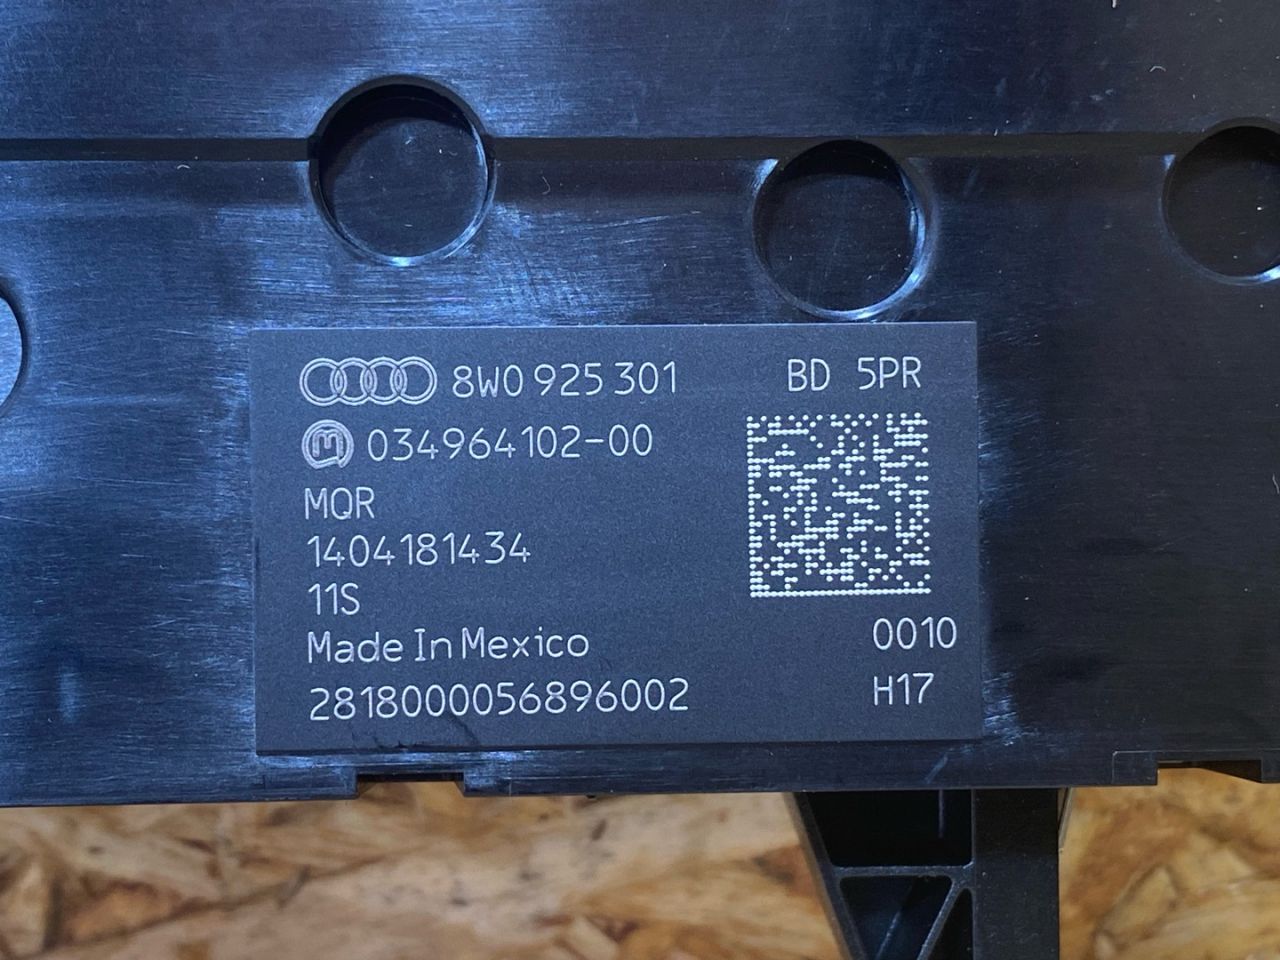 8W0 925 301 BD 5PR
M 034964102-00
MQR
1404181434
11S
Made In Mexico 0010
2818000056896002 H17